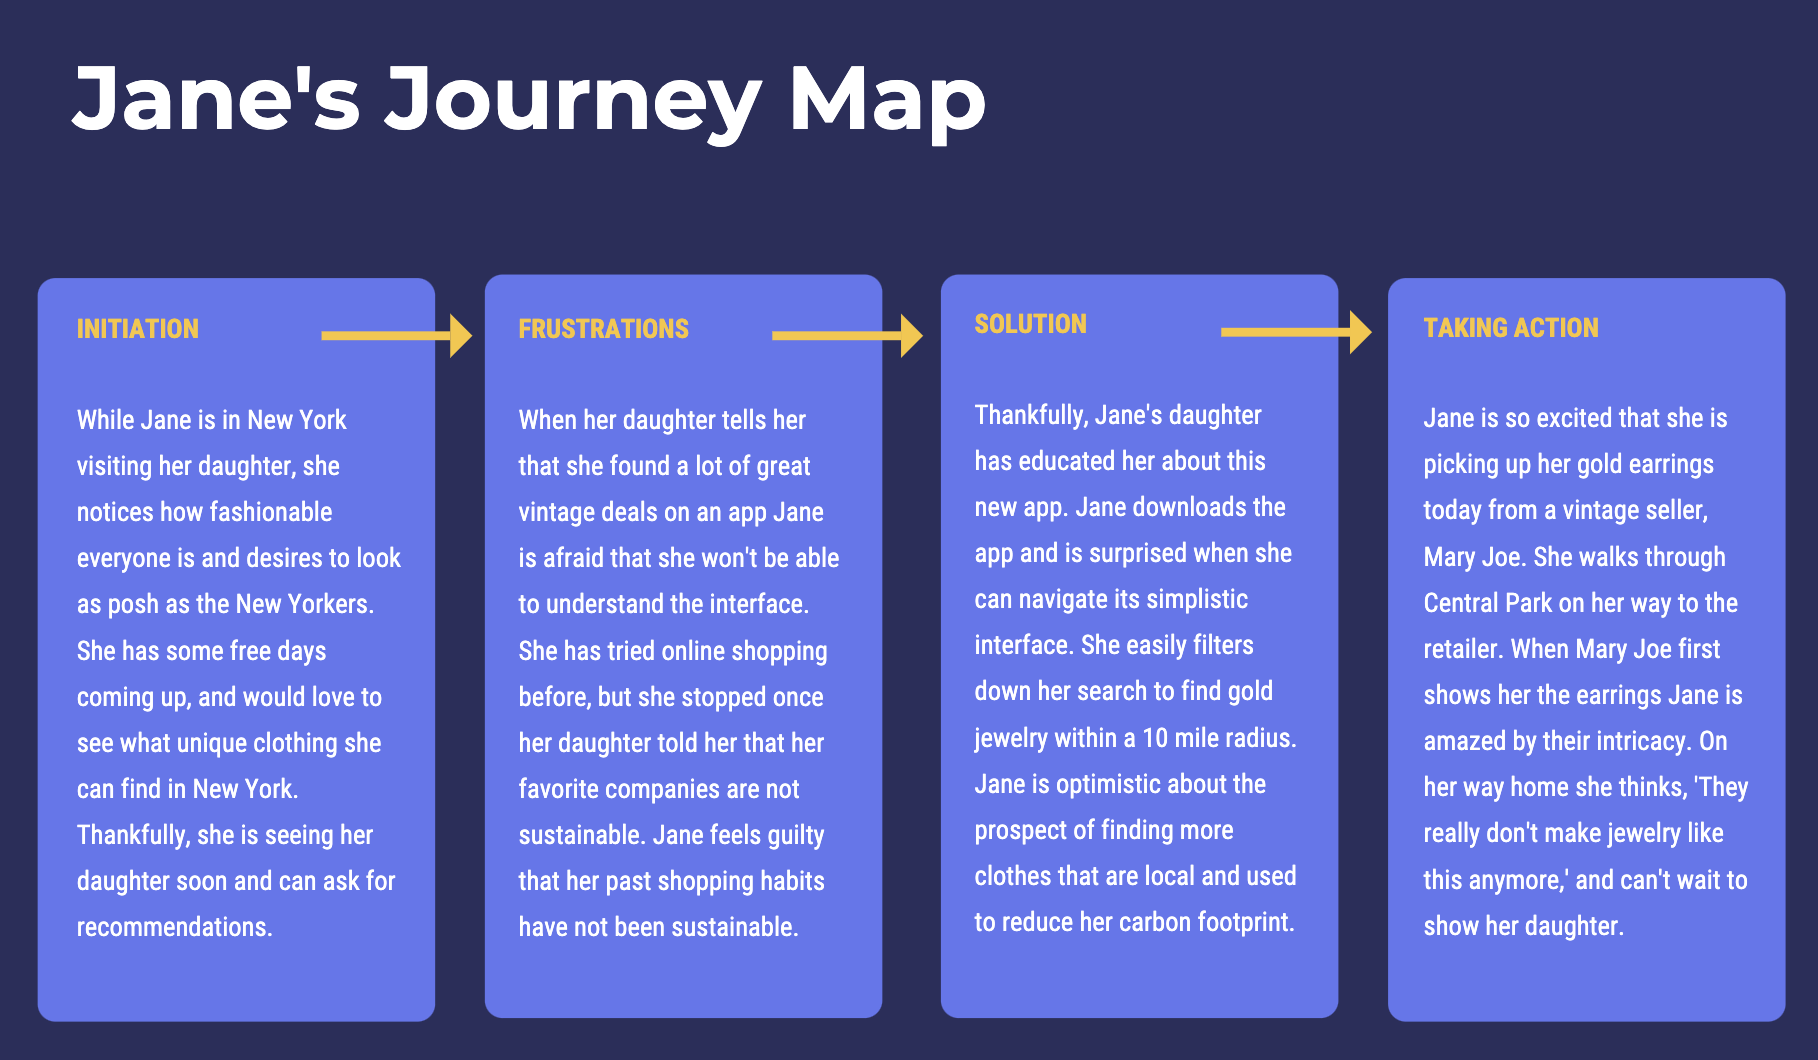 Jane's Journey Map
INITIATION
While Jane is in New York
visiting her daughter, she
notices how fashionable
everyone is and desires to look
as posh as the New Yorkers.
She has some free days
coming up, and would love to
see what unique clothing she
can find in New York.
Thankfully, she is seeing her
daughter soon and can ask for
recommendations.
FRUSTRATIONS
When her daughter tells her
that she found a lot of great
vintage deals on an app Jane
is afraid that she won't be able
to understand the interface.
She has tried online shopping
before, but she stopped once
her daughter told her that her
favorite companies are not
sustainable. Jane feels guilty
that her past shopping habits
have not been sustainable.
SOLUTION
Thankfully, Jane's daughter
has educated her about this
new app. Jane downloads the
app and is surprised when she
can navigate its simplistic
interface. She easily filters
down her search to find gold
jewelry within a 10 mile radius.
Jane is optimistic about the
prospect of finding more
clothes that are local and used
to reduce her carbon footprint.
TAKING ACTION
Jane is so excited that she is
picking up her gold earrings
today from a vintage seller,
Mary Joe. She walks through
Central Park on her way to the
retailer. When Mary Joe first
shows her the earrings Jane is
amazed by their intricacy. On
her way home she thinks, 'They
really don't make jewelry like
this anymore,' and can't wait to
show her daughter.